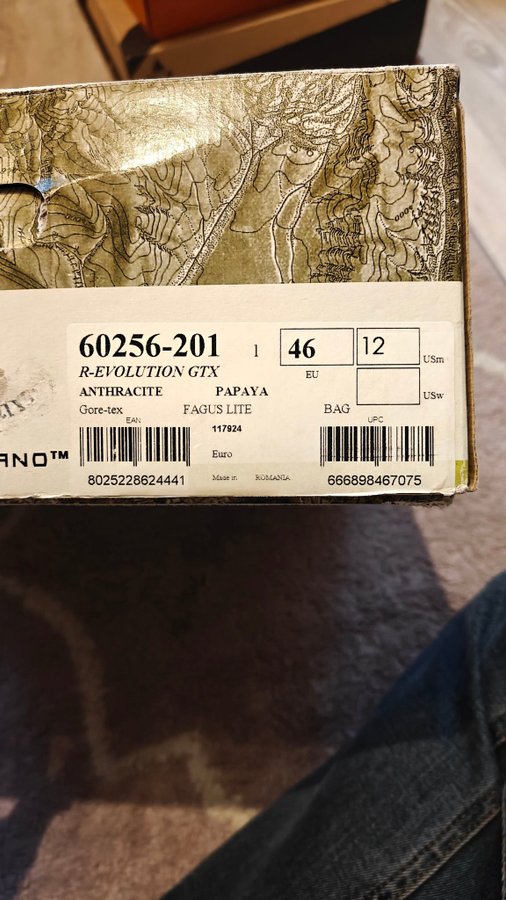 60256-201 1 46 12 USm
R-EVOLUTION GTX EU
ANTHRACITE PAPAYA USw
Gore-tex FAGUS LITE BAG
EAN UPC
117924
ANO™ Euro
8025228624441 Made in ROMANIA 666898467075